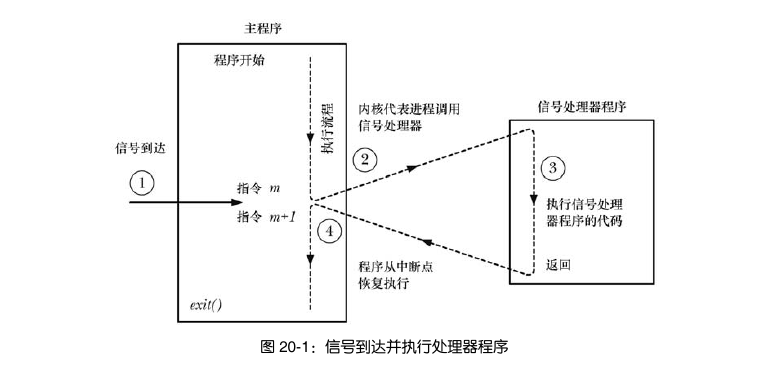 主程序
程序开始
执行流程
内核代表进程调用
信号处理器
信号处理器程序
信号到达
1
2
3
指令 m
指令 m+1
4
执行信号处理
器程序的代码
程序从中断点
恢复执行
返回
exit()
图 20-1：信号到达并执行处理器程序